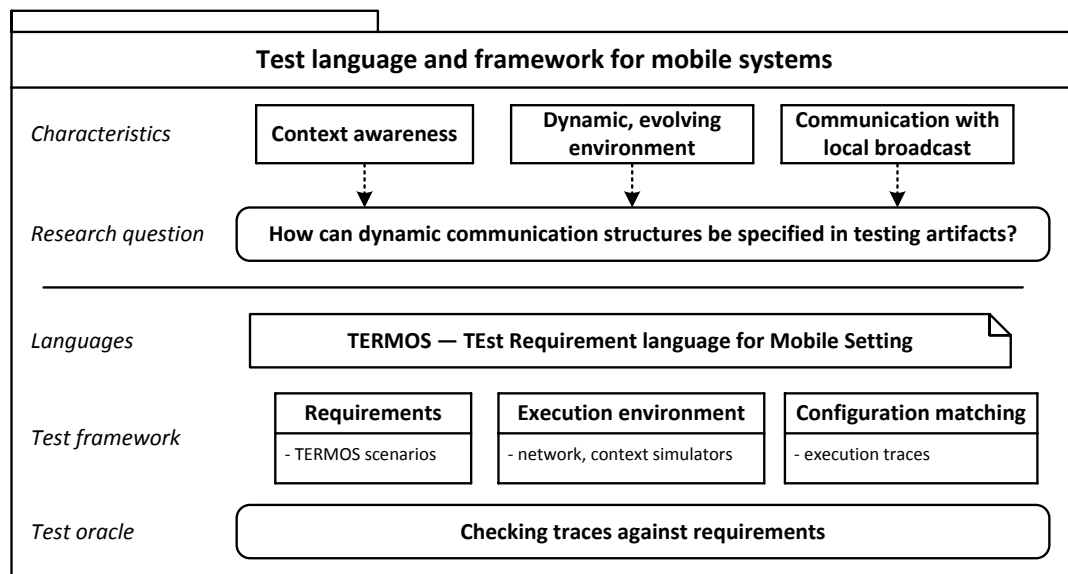 Test language and framework for mobile systems
Characteristics
Context awareness
Dynamic, evolving
environment
Communication with
local broadcast
Research question
How can dynamic communication structures be specified in testing artifacts?
Languages
TERMOS — TEst Requirement language for Mobile Setting
Test framework
Requirements
- TERMOS scenarios
Execution environment
- network, context simulators
Configuration matching
- execution traces
Test oracle
Checking traces against requirements